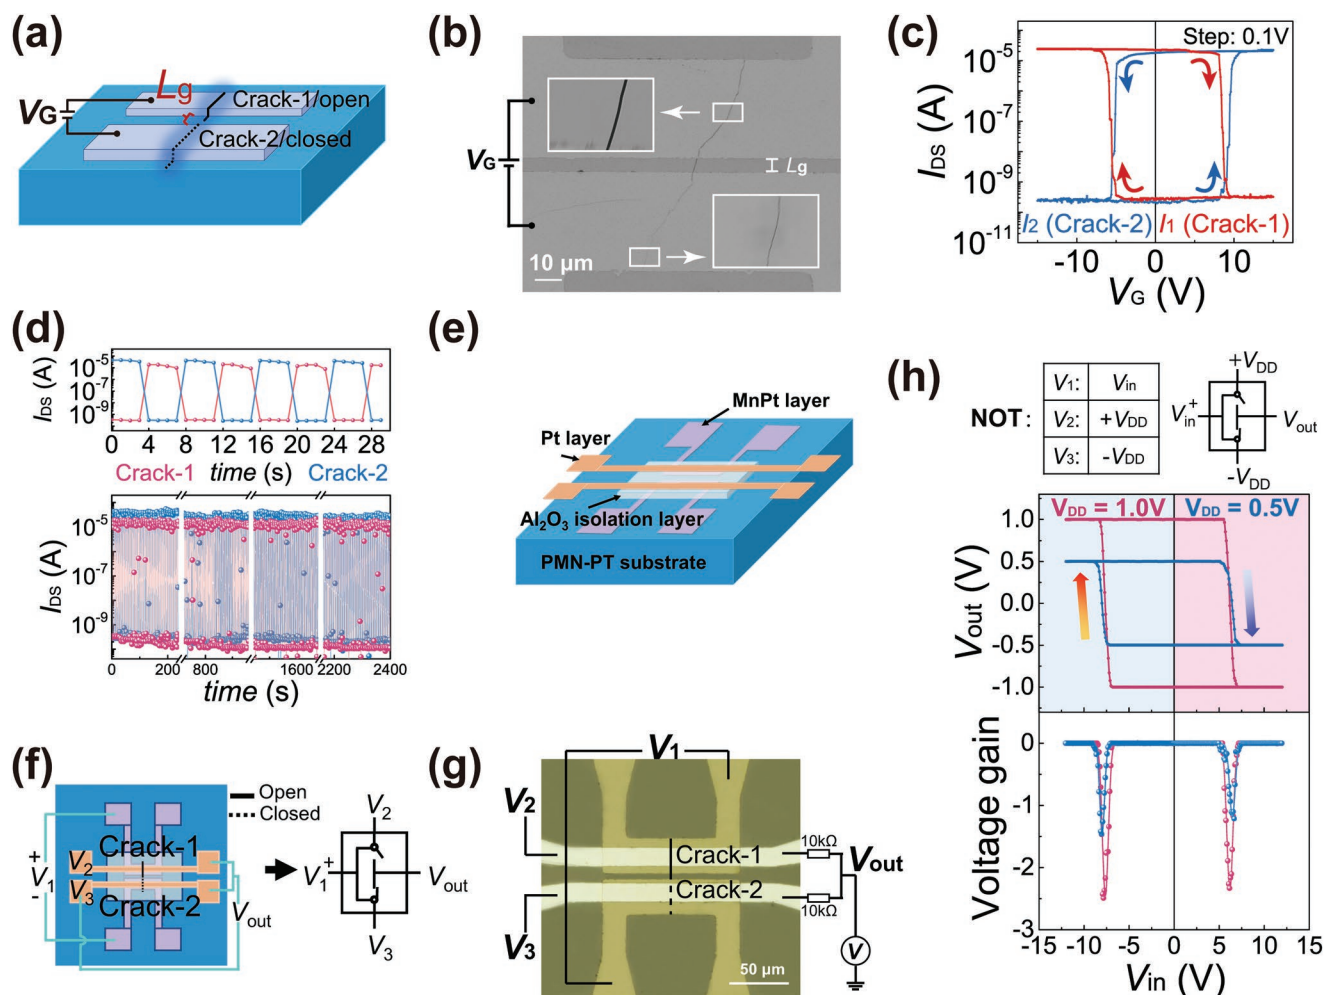 (a)
Lg
VG
Crack-1/open
Crack-2/closed
(b)
VG
Lg
10 μm
(c)
Step: 0.1V
10-5
10-7
10-9
10-11
IDS (A)
I2 (Crack-2)
I1 (Crack-1)
-10 0 10
VG (V)
(d)
10-5
10-7
10-9
IDS (A)
0 4 8 12 16 20 24 28
Crack-1 time (s) Crack-2
10-5
10-7
10-9
IDS (A)
0 200 800 1600 2200 2400
time (s)
(e)
MnPt layer
Pt layer
Al2O3 isolation layer
PMN-PT substrate
(f)
Open
Closed
Crack-1
V2
+
V1
-
V3
Crack-2
Vout
V2
V1+
Vout
V3
(g)
V1
V2
Crack-1
10kΩ
Vout
Crack-2
10kΩ
V3
V
50 μm
(h)
NOT:
V1: Vin
V2: +VDD
V3: -VDD
+VDD
Vin+
Vout
-VDD
VDD = 1.0V
VDD = 0.5V
1.0
0.5
0.0
-0.5
-1.0
Vout (V)
0
-1
-2
-3
Voltage gain
-15 -10 -5 0 5 10 15
Vin (V)